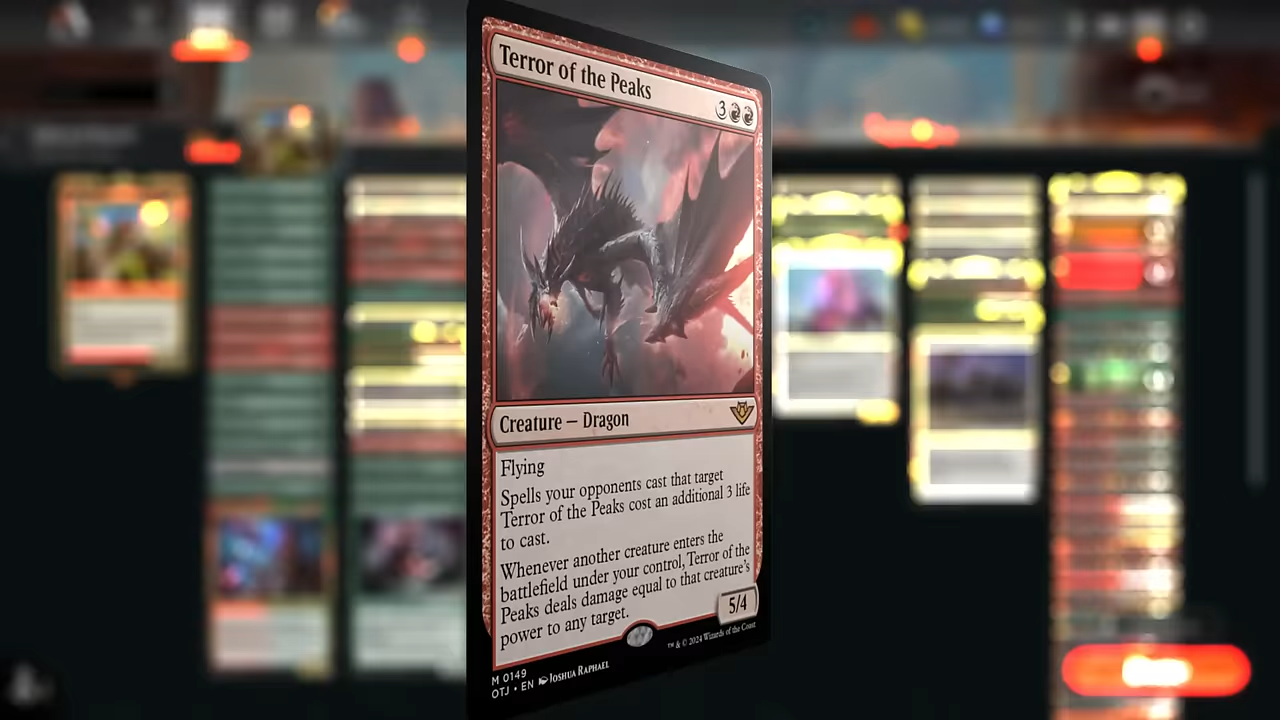 Terror of the Peaks
3
Creature — Dragon
Flying
Spells your opponents cast that target
Terror of the Peaks cost an additional 3 life
to cast.
Whenever another creature enters the
battlefield under your control, Terror of the
Peaks deals damage equal to that creature's
power to any target.
5/4
™ & © 2024 Wizards of the Coast
M 0149
OTJ • EN Joshua Raphael